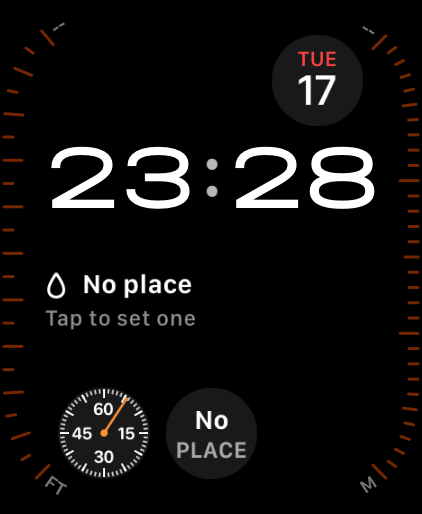 -- --
TUE
17
23:28
No place
Tap to set one
60
45 15
30
No
PLACE
FT
M